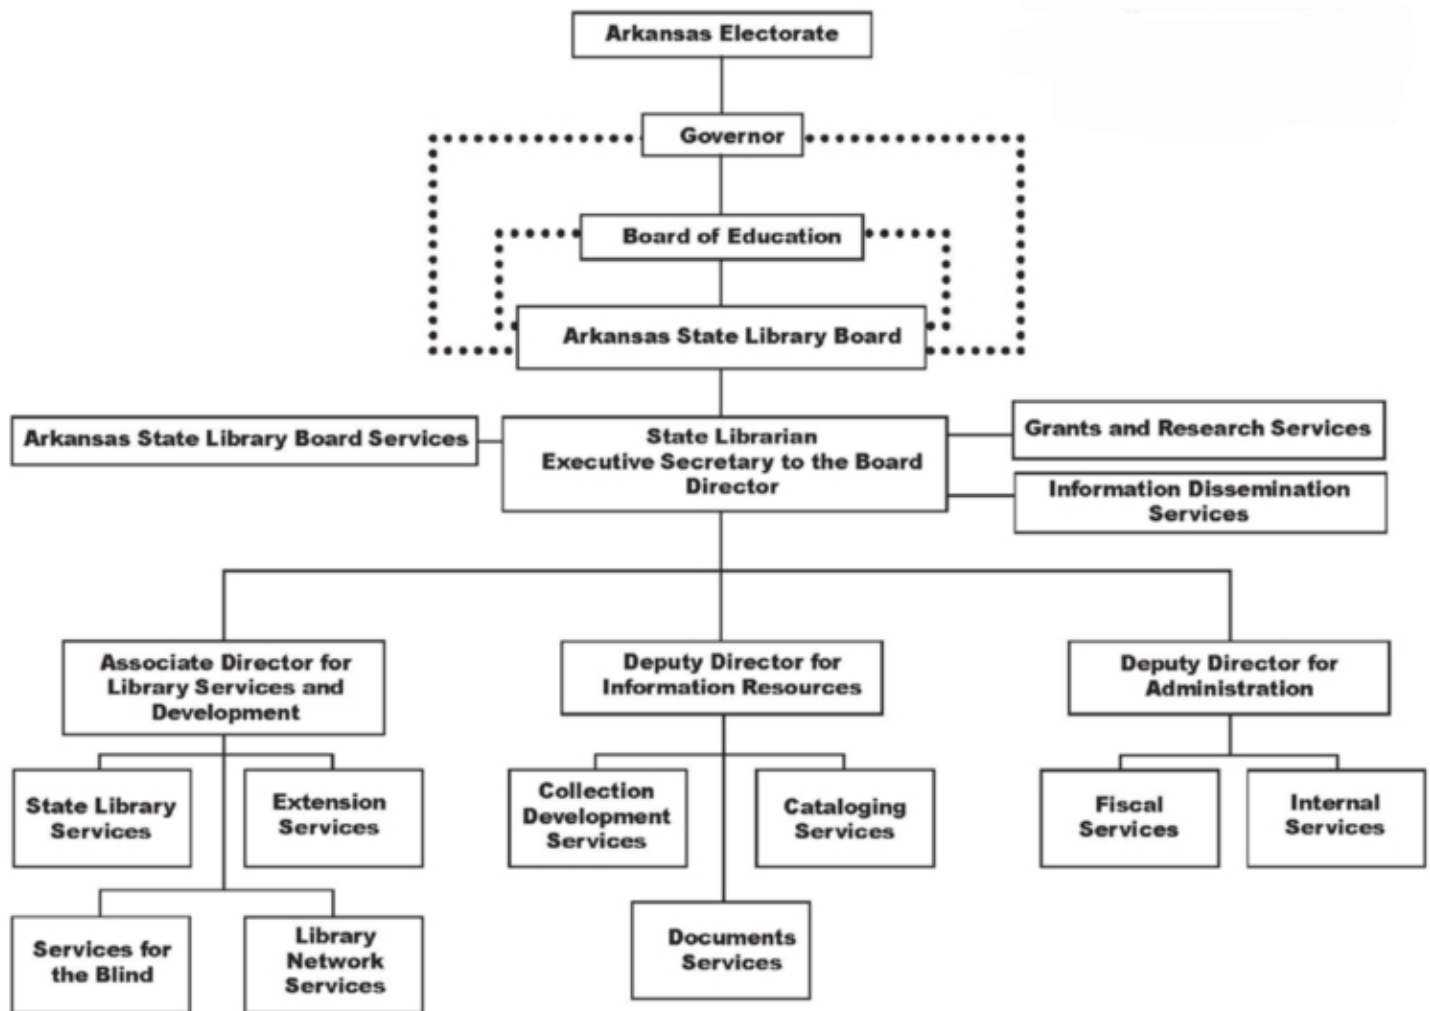 Arkansas Electorate
Governor
Board of Education
Arkansas State Library Board
Arkansas State Library Board Services
State Librarian
Executive Secretary to the Board
Director
Grants and Research Services
Information Dissemination
Services
Associate Director for
Library Services and
Development
Deputy Director for
Information Resources
Deputy Director for
Administration
State Library
Services
Extension
Services
Collection
Development
Services
Cataloging
Services
Fiscal
Services
Internal
Services
Services for
the Blind
Library
Network
Services
Documents
Services